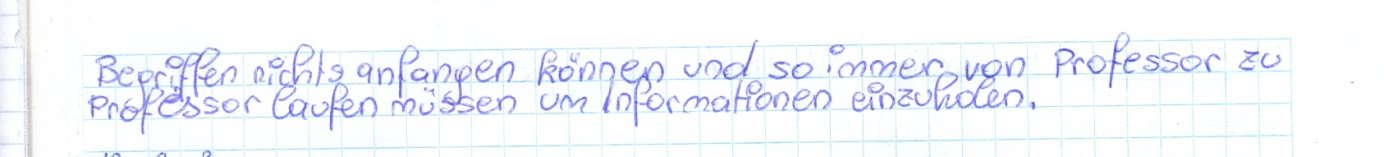 Begriffen nichts anfangen können und so immer von Professor zu
Professor laufen müssen um Informationen einzuholen.